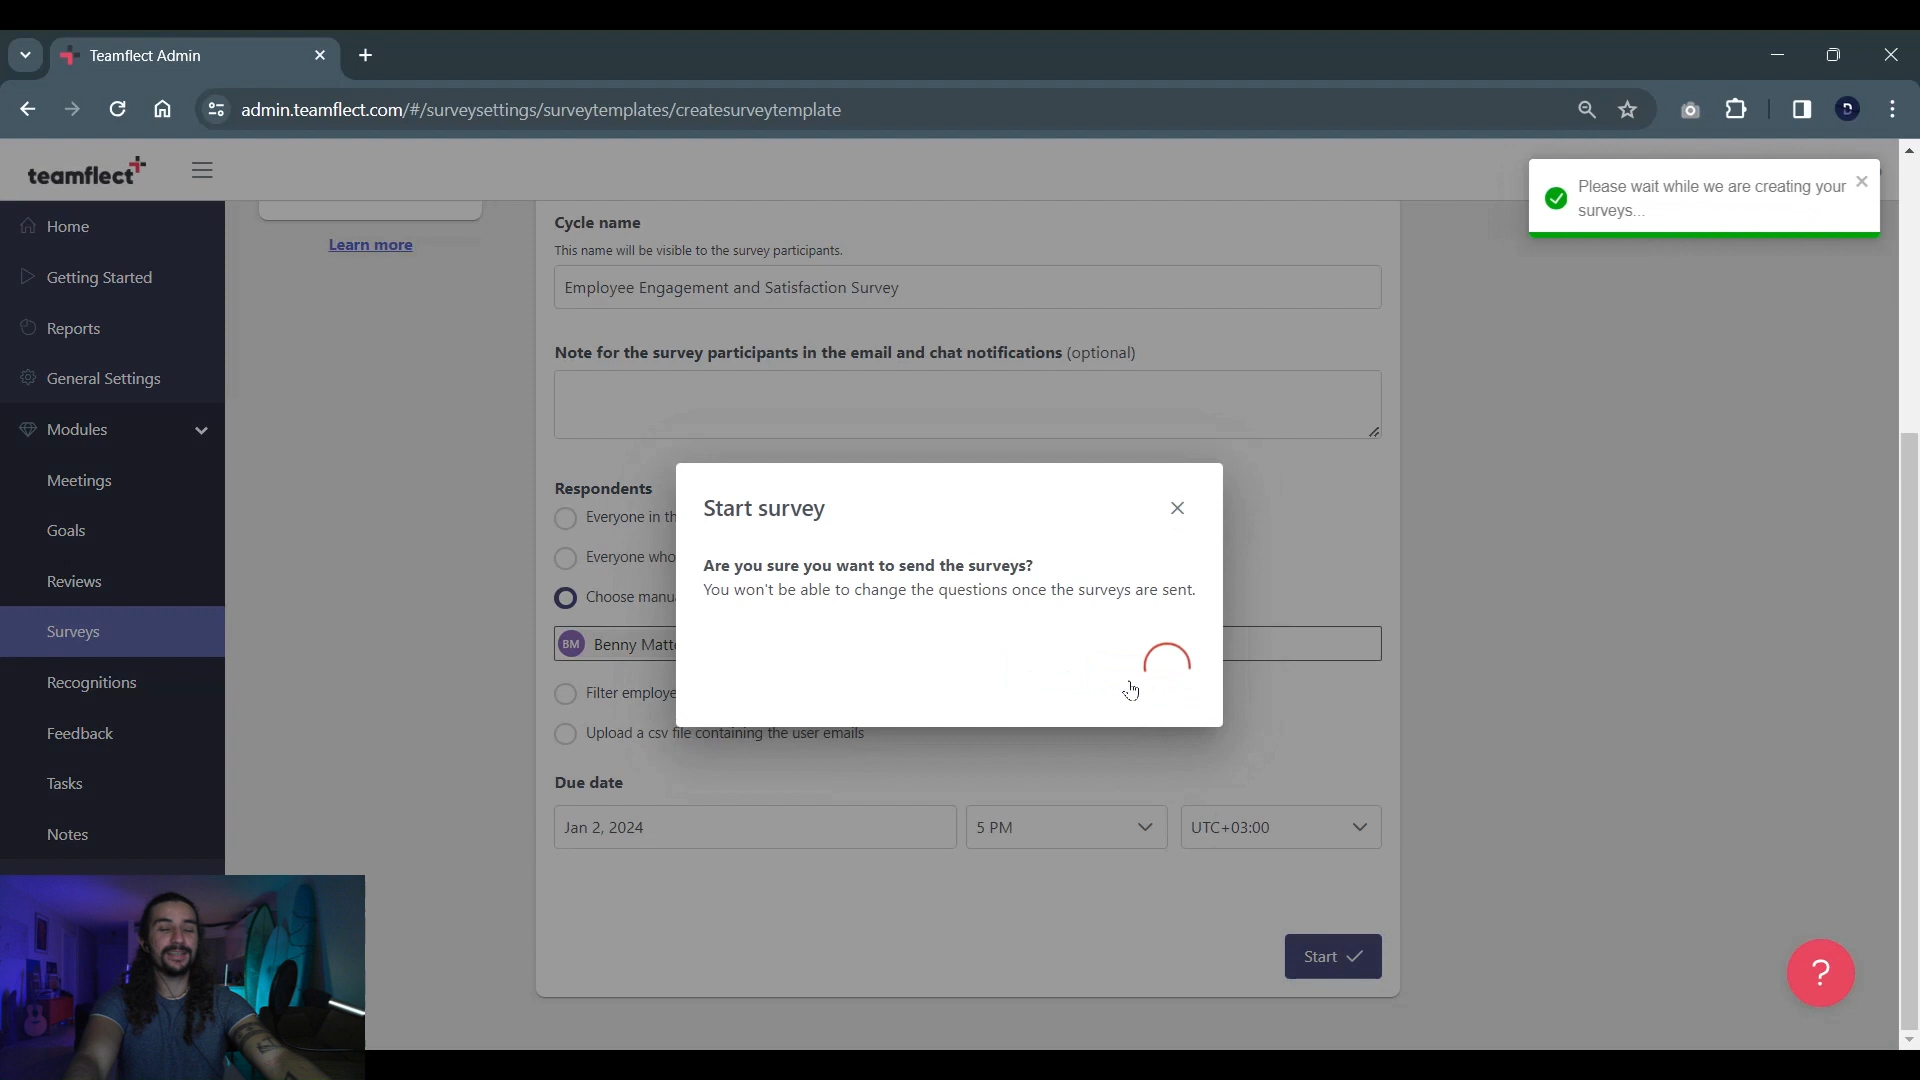 Teamflect Admin
admin.teamflect.com/#/surveysettings/surveytemplates/createsurveytemplate
D
teamflect
Please wait while we are creating your
surveys...
Home
Getting Started
Reports
General Settings
Modules
Meetings
Goals
Reviews
Surveys
Recognitions
Feedback
Tasks
Notes
Learn more
Cycle name
This name will be visible to the survey participants.
Employee Engagement and Satisfaction Survey
Note for the survey participants in the email and chat notifications (optional)
Respondents
Everyone in th
Everyone who
Choose manu
BM Benny Matt
Filter employe
Upload a csv file containing the user emails
Start survey
Are you sure you want to send the surveys?
You won't be able to change the questions once the surveys are sent.
Due date
Jan 2, 2024
5 PM
UTC+03:00
Start
?